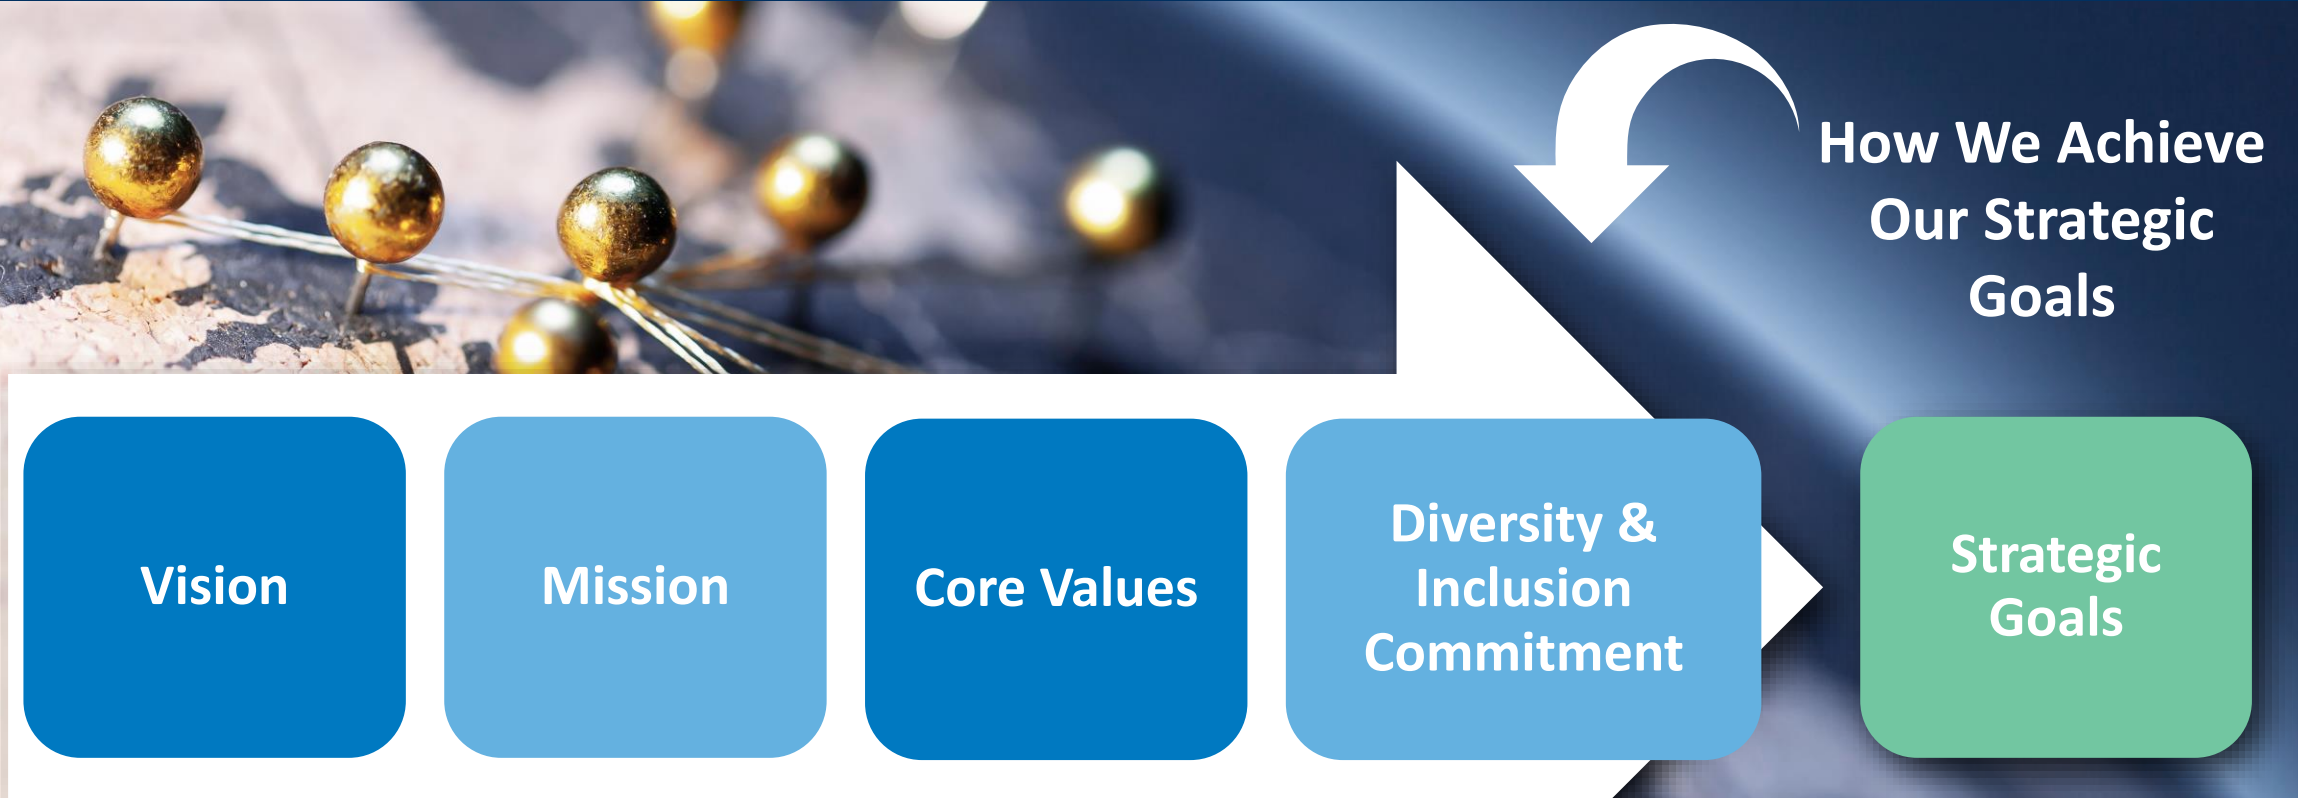 How We Achieve
Our Strategic
Goals
Vision
Mission
Core Values
Diversity &
Inclusion
Commitment
Strategic
Goals